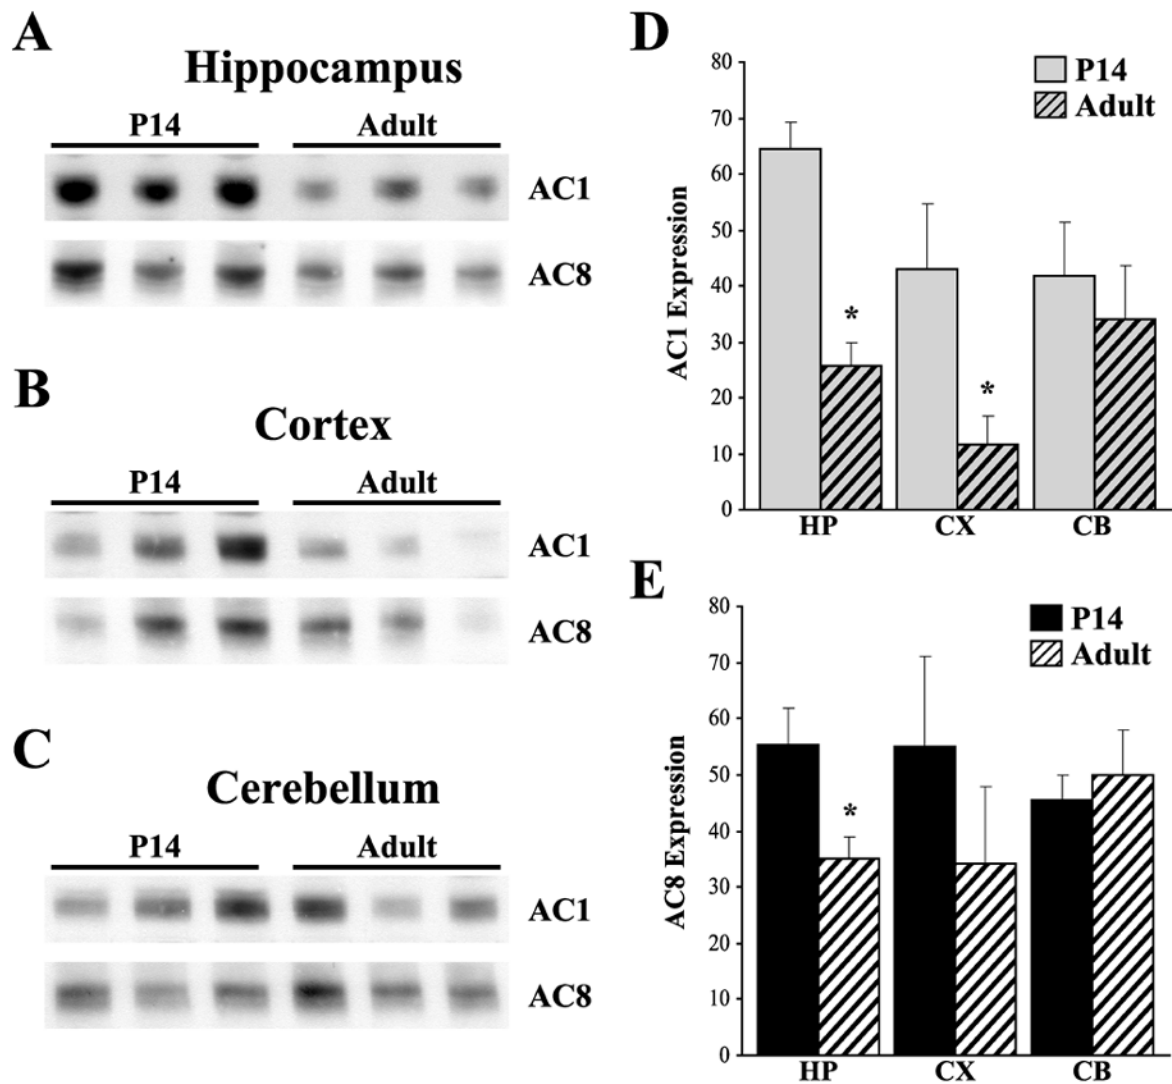 A
Hippocampus
P14 Adult
AC1
AC8
B
Cortex
P14 Adult
AC1
AC8
C
Cerebellum
P14 Adult
AC1
AC8
D
P14
Adult
AC1 Expression
80
70
60
50
40
30
20
10
0
*
*
HP CX CB
E
P14
Adult
AC8 Expression
80
70
60
50
40
30
20
10
0
*
HP CX CB